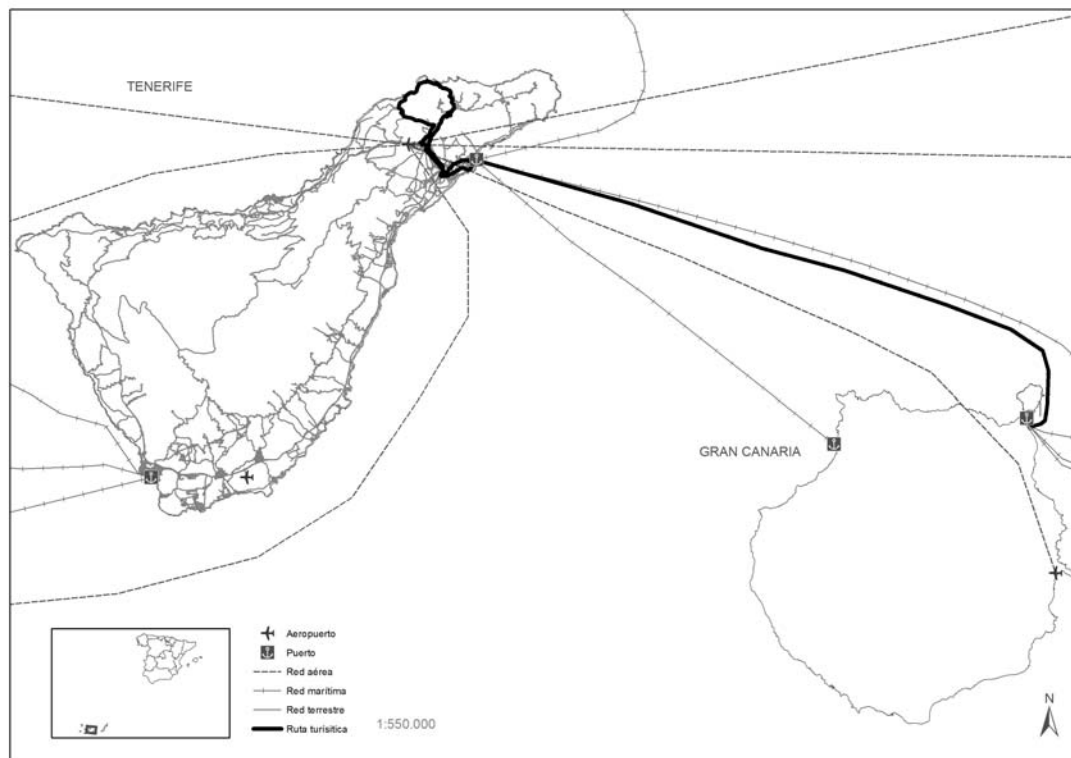 TENERIFE
GRAN CANARIA
Aeropuerto
Puerto
Red aérea
Red marítima
Red terrestre
Ruta turísitica
1:550.000
N